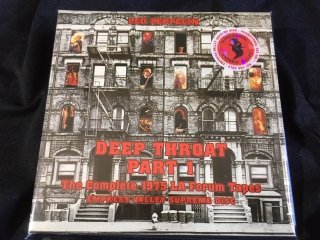 LED ZEPPELIN
DEEP THROAT
PART 1
The Complete 1975 LA Forum Tapes
EMPRESS VALLEY SUPREME DISC